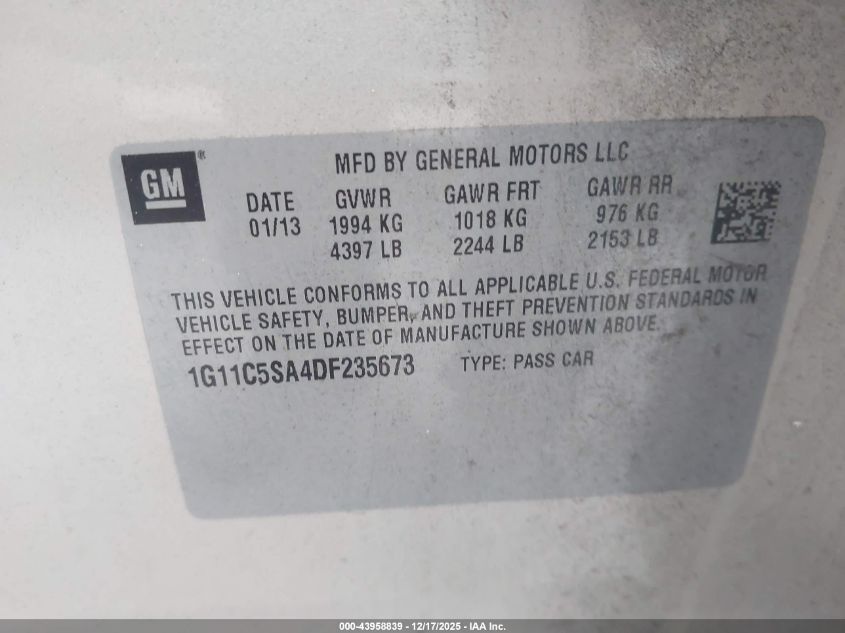 GM®
MFD BY GENERAL MOTORS LLC
DATE GVWR GAWR FRT GAWR RR
01/13 1994 KG 1018 KG 976 KG
4397 LB 2244 LB 2153 LB
THIS VEHICLE CONFORMS TO ALL APPLICABLE U.S. FEDERAL MOTOR
VEHICLE SAFETY, BUMPER, AND THEFT PREVENTION STANDARDS IN
EFFECT ON THE DATE OF MANUFACTURE SHOWN ABOVE.
1G11C5SA4DF235673 TYPE: PASS CAR
000-43958839 - 12/17/2025 - IAA Inc.